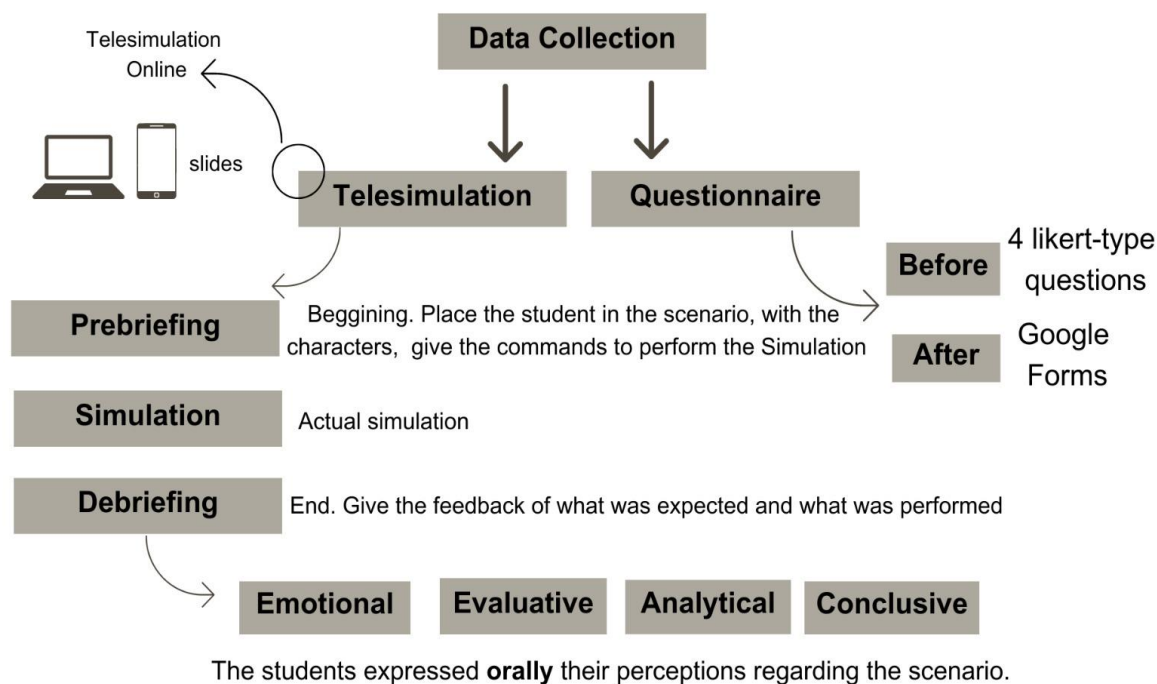 Data Collection
Telesimulation
Online
slides
Telesimulation
Questionnaire
Before
4 likert-type
questions
After
Google
Forms
Prebriefing
Beggining. Place the student in the scenario, with the
characters, give the commands to perform the Simulation
Simulation
Actual simulation
Debriefing
End. Give the feedback of what was expected and what was performed
Emotional
Evaluative
Analytical
Conclusive
The students expressed orally their perceptions regarding the scenario.